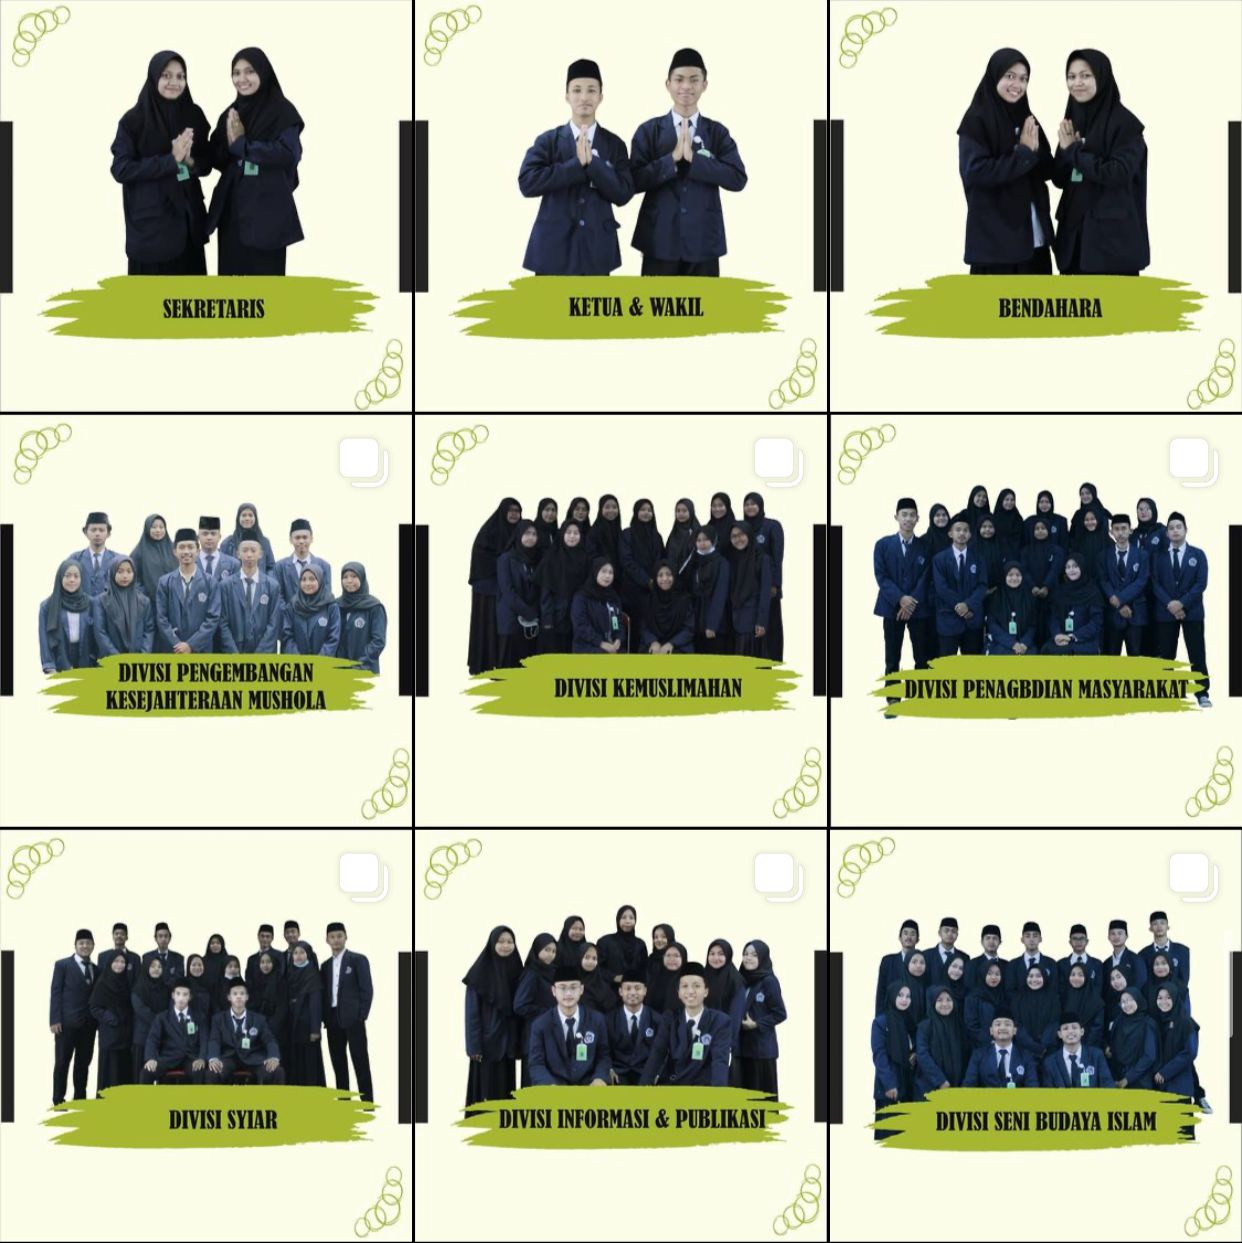 SEKRETARIS
KETUA & WAKIL
BENDAHARA
DIVISI PENGEMBANGAN
KESEJAHTERAAN MUSHOLA
DIVISI KEMUSLIMAHAN
DIVISI PENAGBDIAN MASYARAKAT
DIVISI SYIAR
DIVISI INFORMASI & PUBLIKASI
DIVISI SENI BUDAYA ISLAM